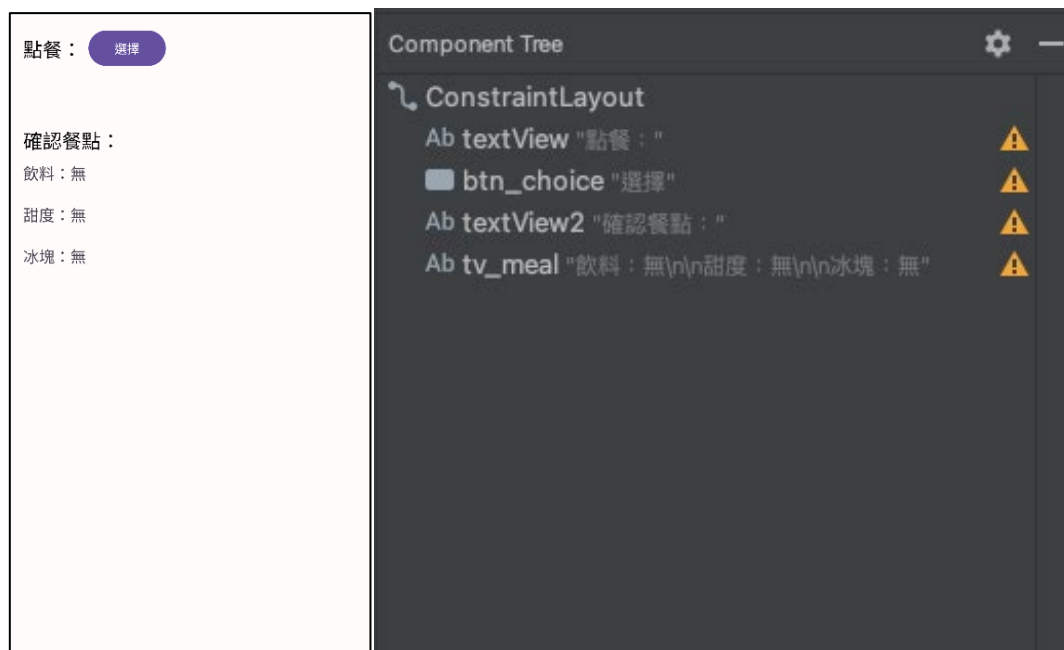 點餐： 選擇
確認餐點：
飲料：無
甜度：無
冰塊：無
Component Tree
ConstraintLayout
Ab textView "點餐："
btn_choice "選擇"
Ab textView2 "確認餐點："
Ab tv_meal "飲料：無\n\n甜度：無\n\n冰塊：無"